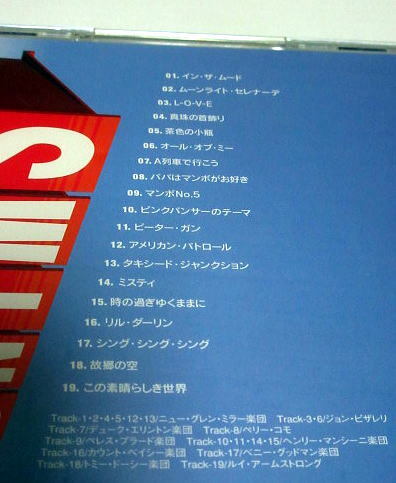 01. イン・ザ・ムード
02. ムーンライト・セレナーデ
03. L-O-V-E
04. 真珠の首飾り
05. 茶色の小瓶
06. オール・オブ・ミー
07. A列車で行こう
08. パパはマンボがお好き
09. マンボNo.5
10. ピンクパンサーのテーマ
11. ピーター・ガン
12. アメリカン・パトロール
13. タキシード・ジャンクション
14. ミスティ
15. 時の過ぎゆくままに
16. リル・ダーリン
17. シング・シング・シング
18. 故郷の空
19. この素晴らしき世界
Track-1・2・4・5・12・13/ニュー・グレン・ミラー楽団 Track-3・6/ジョン・ピザレリ
Track-7/デューク・エリントン楽団 Track-8/ペリー・コモ
Track-9/ペレス・プラード楽団 Track-10・11・14・15/ヘンリー・マンシーニ楽団
Track-16/カウント・ベイシー楽団 Track-17/ベニー・グッドマン楽団
Track-18/トミー・ドーシー楽団 Track-19/ルイ・アームストロング